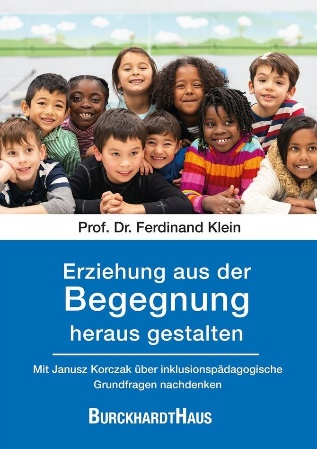 Prof. Dr. Ferdinand Klein
Erziehung aus der
Begegnung
heraus gestalten
Mit Janusz Korczak über inklusionspädagogische
Grundfragen nachdenken
BURCKHARDTHAUS